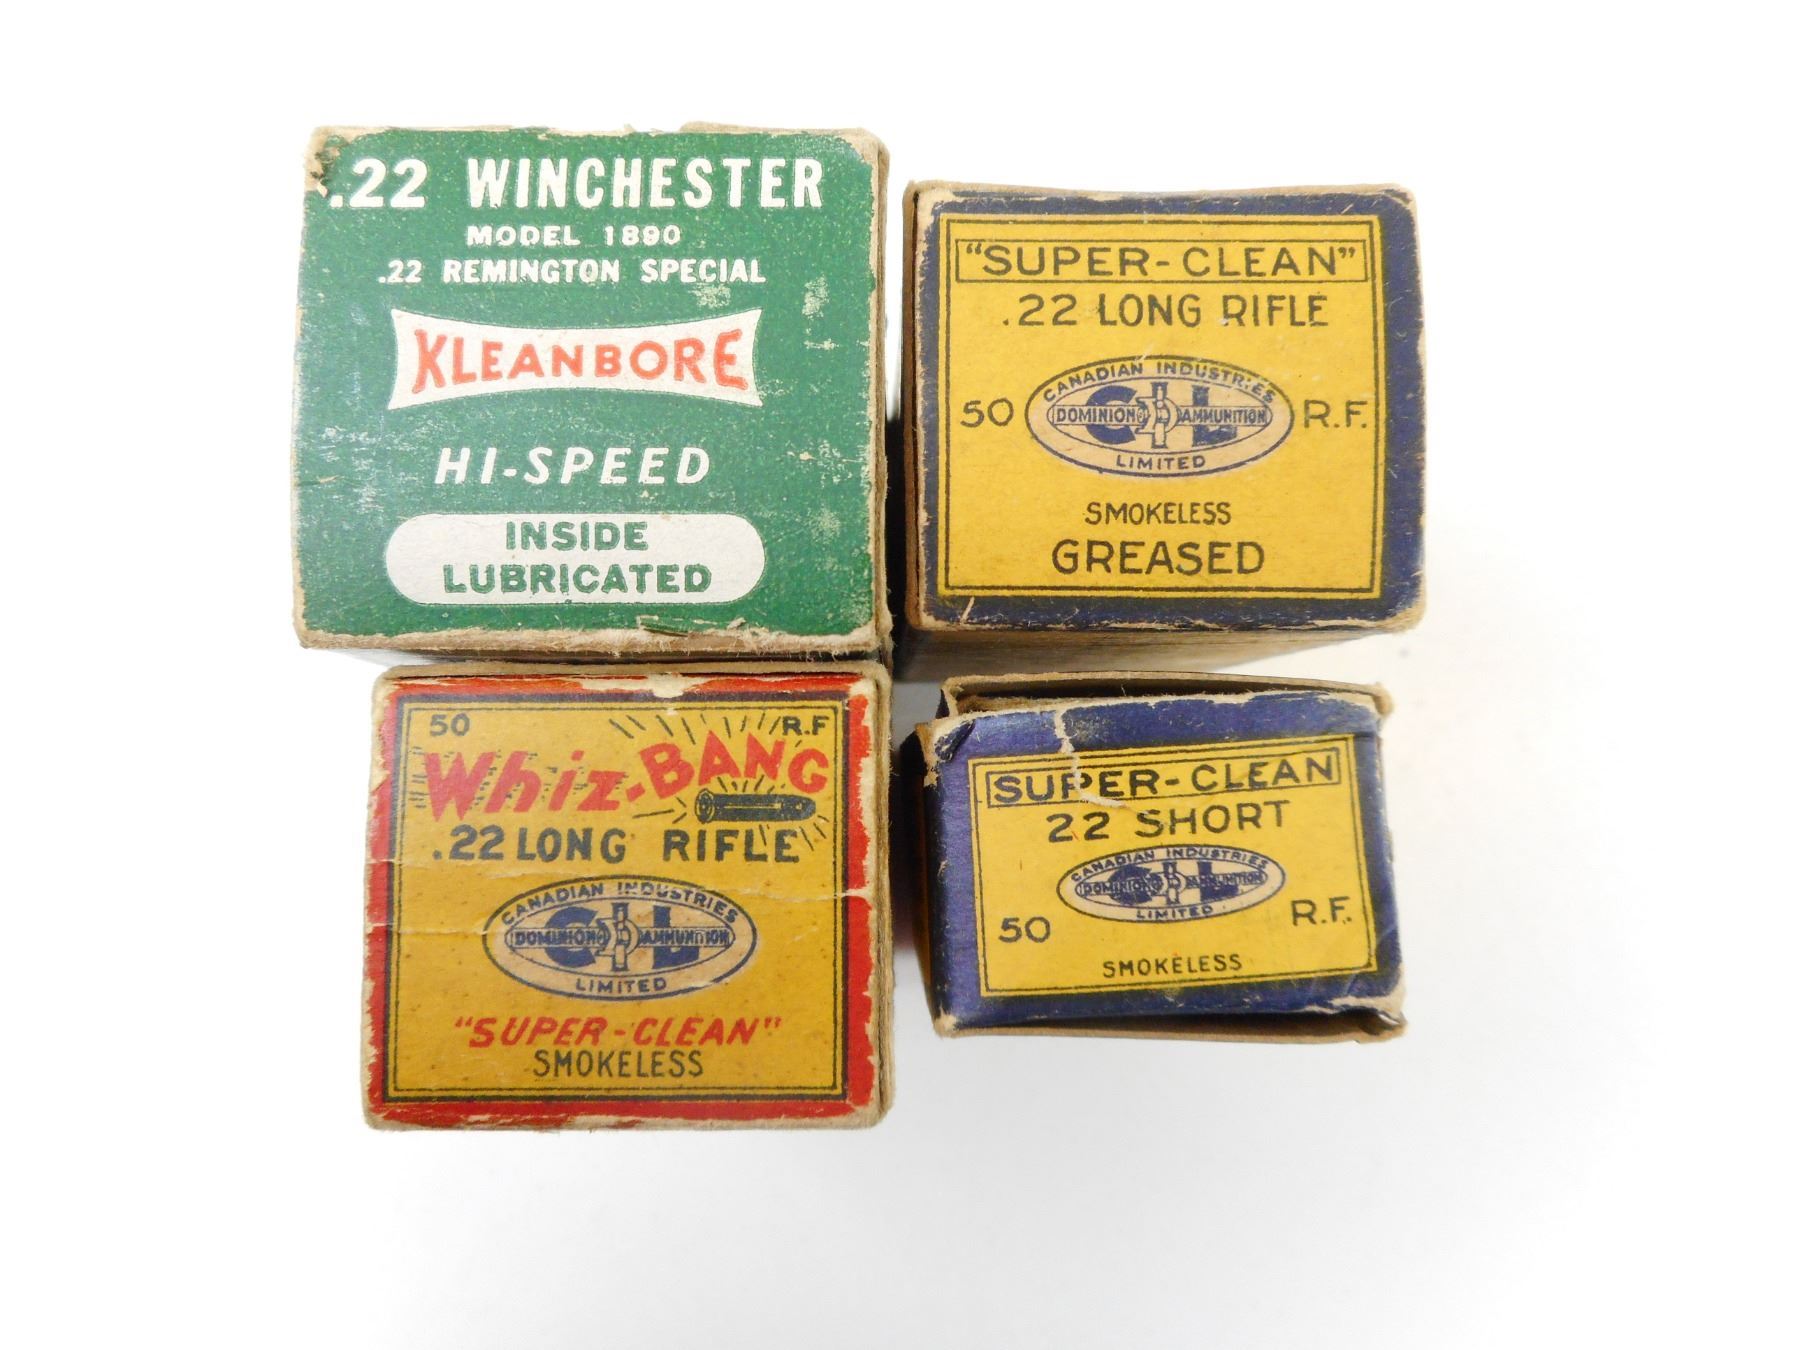 .22 WINCHESTER
MODEL 1890
.22 REMINGTON SPECIAL
KLEANBORE
HI-SPEED
INSIDE
LUBRICATED
"SUPER-CLEAN"
.22 LONG RIFLE
CANADIAN INDUSTRIES
50 R.F.
C-I-L
DOMINION AMMUNITION
LIMITED
SMOKELESS
GREASED
50 R.F
Whiz-BANG
.22 LONG RIFLE
CANADIAN INDUSTRIES
C-I-L
DOMINION AMMUNITION
LIMITED
"SUPER-CLEAN"
SMOKELESS
SUPER-CLEAN
22 SHORT
CANADIAN INDUSTRIES
C-I-L
DOMINION AMMUNITION
LIMITED
50 R.F.
SMOKELESS